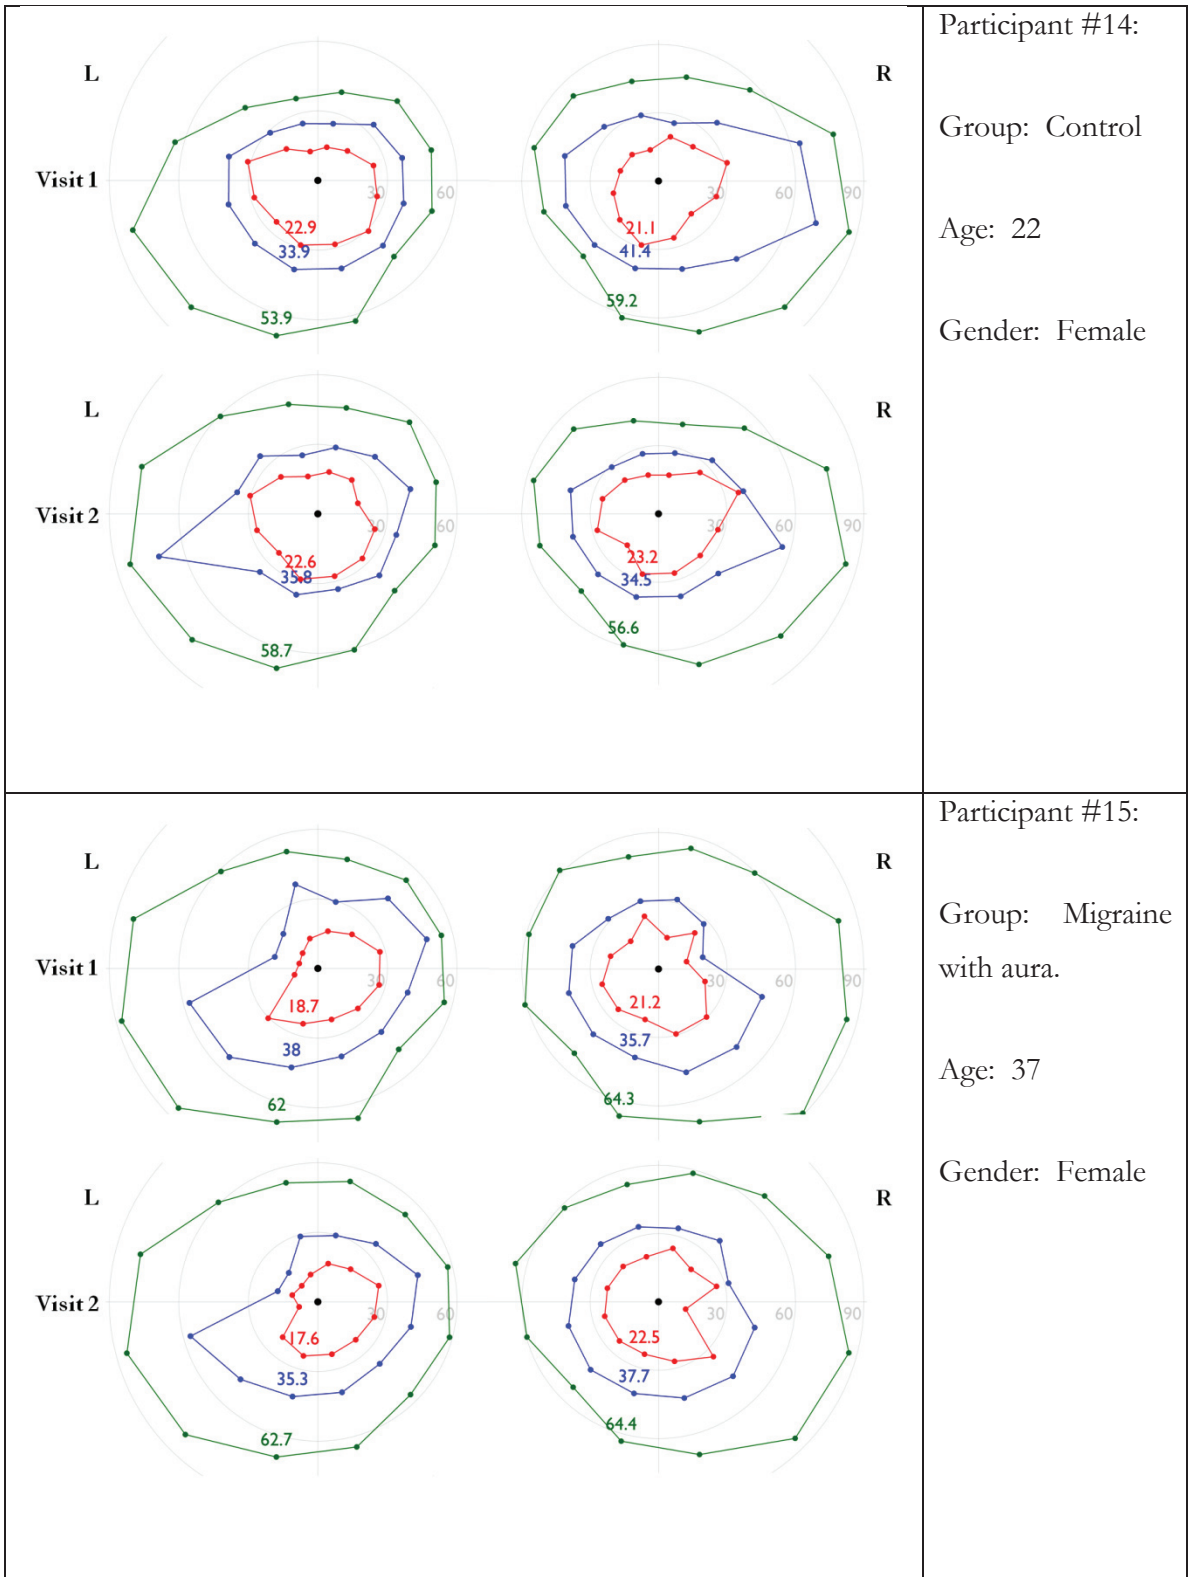 L
R
Participant #14:
Group: Control
Age: 22
Gender: Female
Visit 1
30
60
22.9
33.9
53.9
30
60
90
21.1
41.4
59.2
L
R
Visit 2
30
60
22.6
35.8
58.7
30
60
90
23.2
34.5
56.6
L
R
Participant #15:
Group: Migraine
with aura.
Age: 37
Gender: Female
Visit 1
30
60
18.7
38
62
30
60
90
21.2
35.7
64.3
L
R
Visit 2
30
60
17.6
35.3
62.7
30
60
90
22.5
37.7
64.4